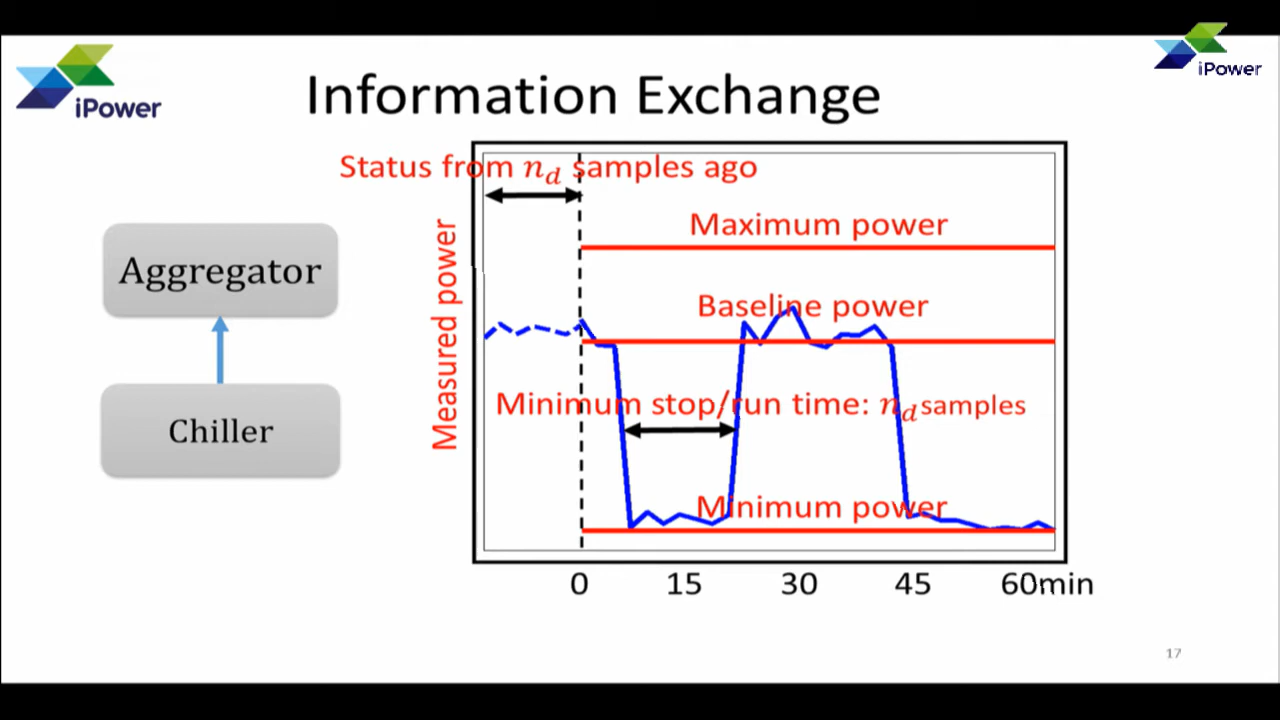 iPower
iPower
Information Exchange
Status from n_d samples ago
Maximum power
Aggregator
Measured power
Baseline power
Minimum stop/run time: n_d samples
Chiller
Minimum power
0 15 30 45 60min
17